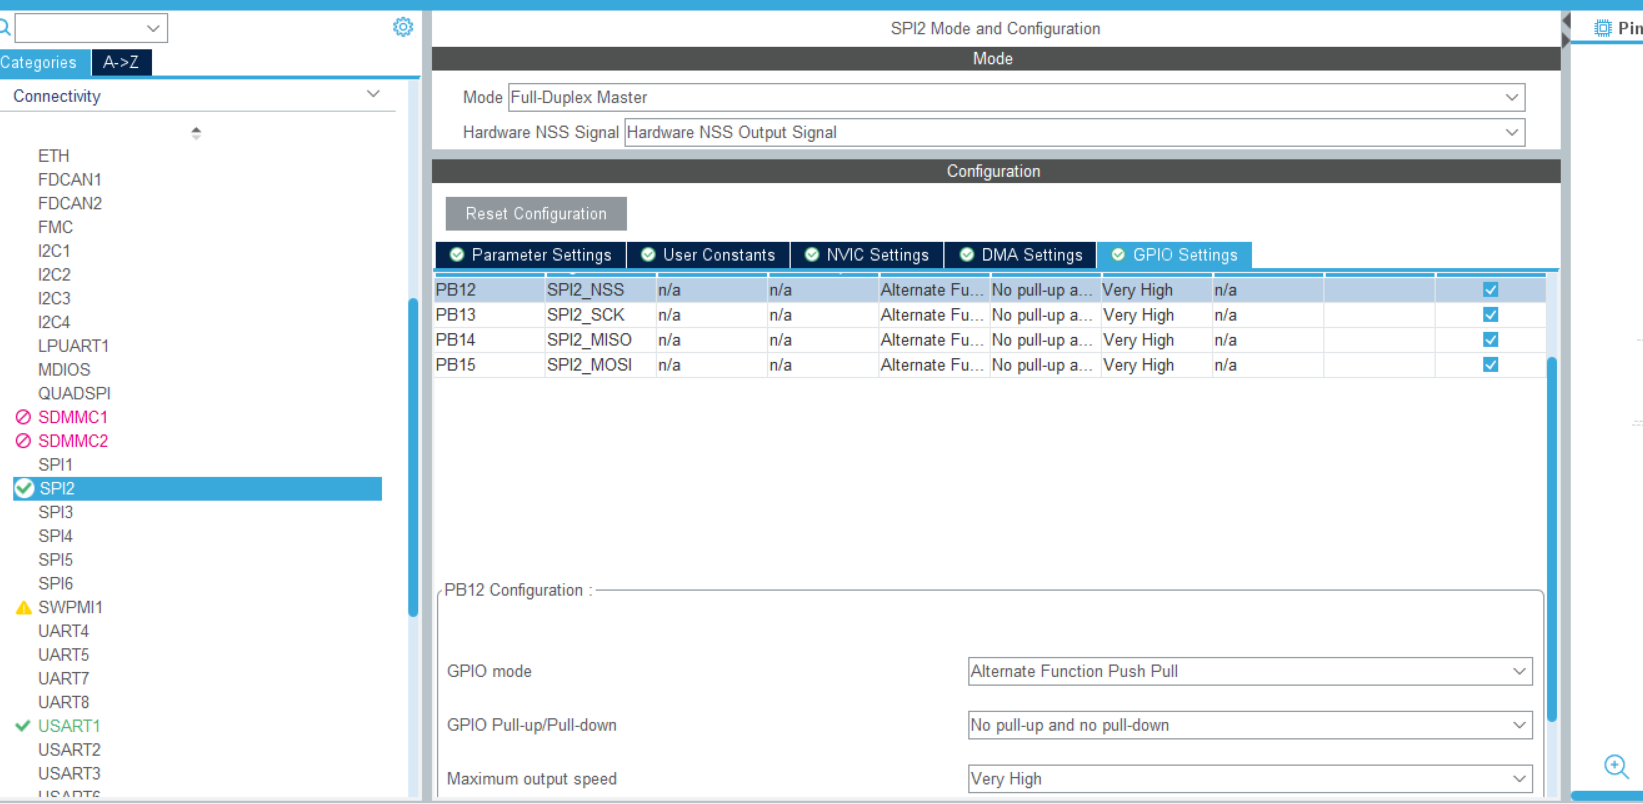 SPI2 Mode and Configuration
Categories
A->Z
Connectivity
ETH
FDCAN1
FDCAN2
FMC
I2C1
I2C2
I2C3
I2C4
LPUART1
MDIOS
QUADSPI
SDMMC1
SDMMC2
SPI1
SPI2
SPI3
SPI4
SPI5
SPI6
SWPMI1
UART4
UART5
UART7
UART8
USART1
USART2
USART3
Mode
Mode Full-Duplex Master
Hardware NSS Signal Hardware NSS Output Signal
Configuration
Reset Configuration
Parameter Settings User Constants NVIC Settings DMA Settings GPIO Settings
PB12 SPI2_NSS n/a n/a Alternate Fu... No pull-up a... Very High n/a
PB13 SPI2_SCK n/a n/a Alternate Fu... No pull-up a... Very High n/a
PB14 SPI2_MISO n/a n/a Alternate Fu... No pull-up a... Very High n/a
PB15 SPI2_MOSI n/a n/a Alternate Fu... No pull-up a... Very High n/a
PB12 Configuration :
GPIO mode Alternate Function Push Pull
GPIO Pull-up/Pull-down No pull-up and no pull-down
Maximum output speed Very High